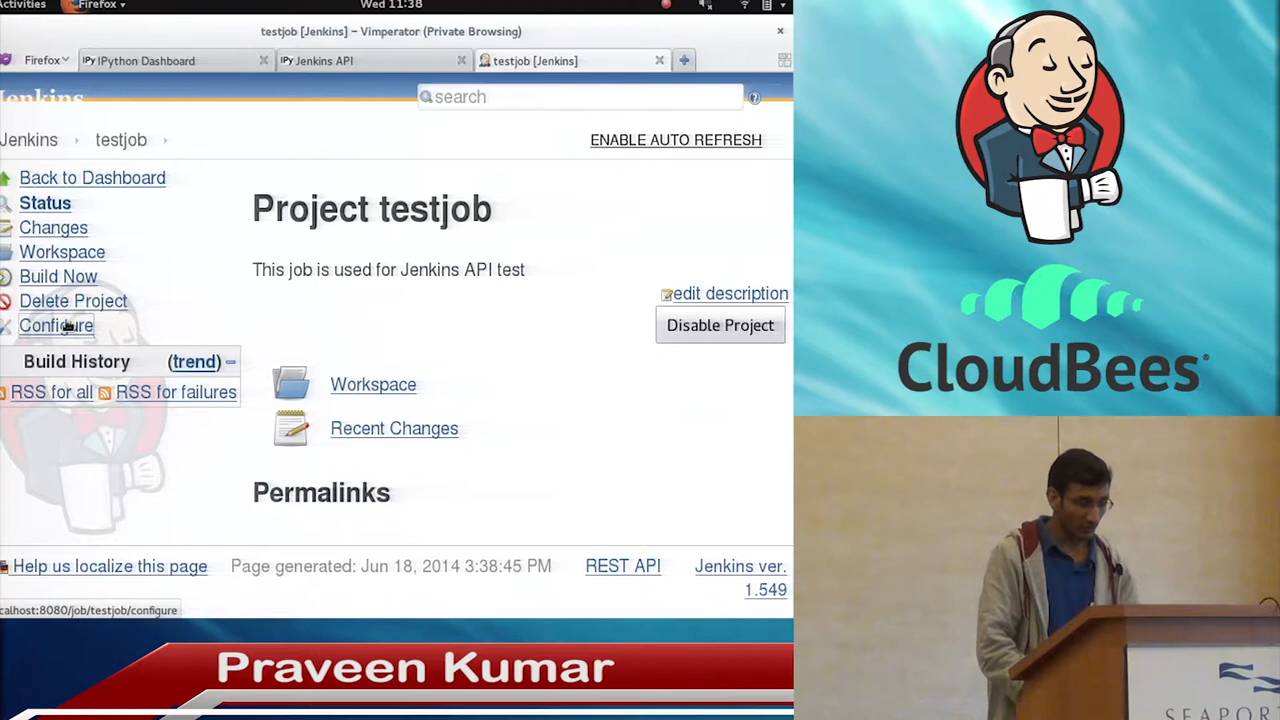 Activities Firefox Wed 11:38
testjob [Jenkins] – Vimperator (Private Browsing)
Firefox IP[y] IPython Dashboard IP[y] Jenkins API testjob [Jenkins]
Jenkins search
Jenkins testjob ENABLE AUTO REFRESH
Back to Dashboard
Status
Changes
Workspace
Build Now
Delete Project
Configure
Build History (trend)
RSS for all RSS for failures
Project testjob
This job is used for Jenkins API test
edit description
Disable Project
Workspace
Recent Changes
Permalinks
Help us localize this page Page generated: Jun 18, 2014 3:38:45 PM REST API Jenkins ver. 1.549
calhost:8080/job/testjob/configure
Praveen Kumar
CloudBees
SEAPOR